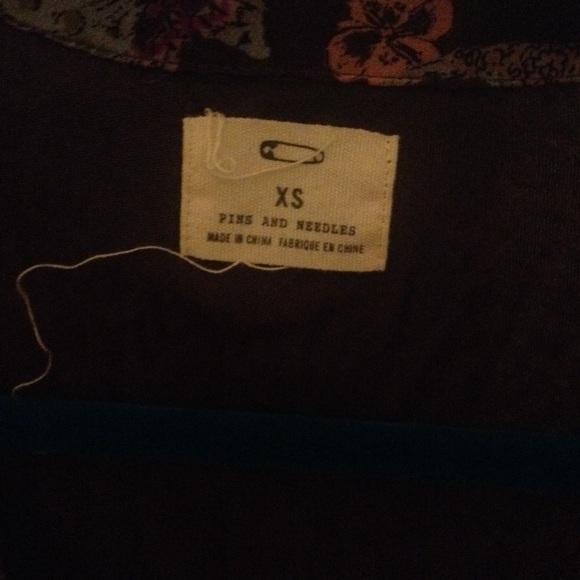 XS
PINS AND NEEDLES
MADE IN CHINA FABRIQUE EN CHINE